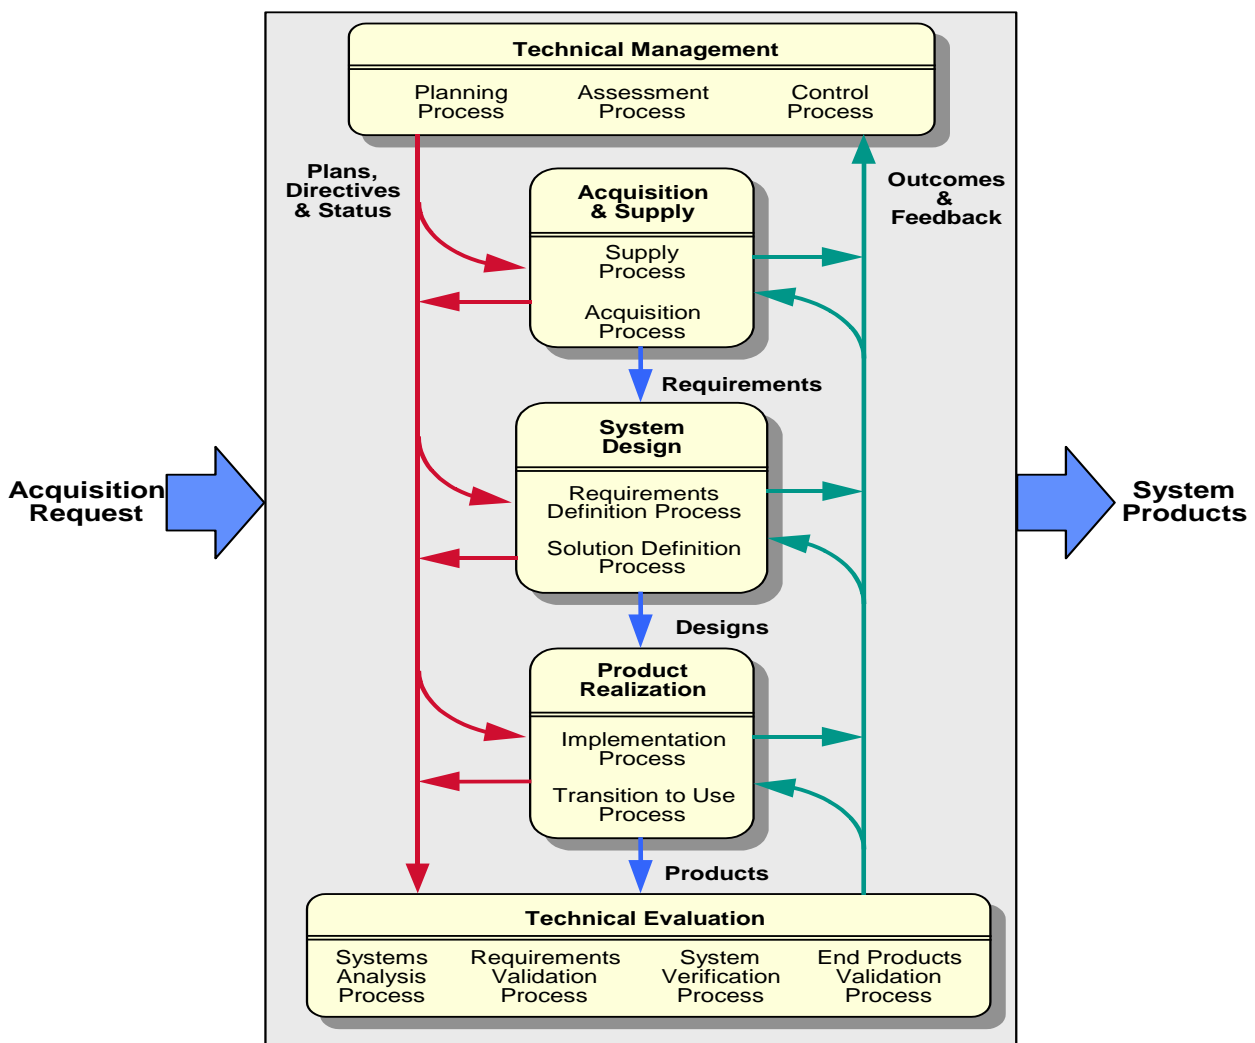 Technical Management
Planning
Process
Assessment
Process
Control
Process
Plans,
Directives
& Status
Acquisition
& Supply
Supply
Process
Acquisition
Process
Outcomes
&
Feedback
Requirements
System
Design
Requirements
Definition Process
Solution Definition
Process
Acquisition
Request
System
Products
Designs
Product
Realization
Implementation
Process
Transition to Use
Process
Products
Technical Evaluation
Systems
Analysis
Process
Requirements
Validation
Process
System
Verification
Process
End Products
Validation
Process